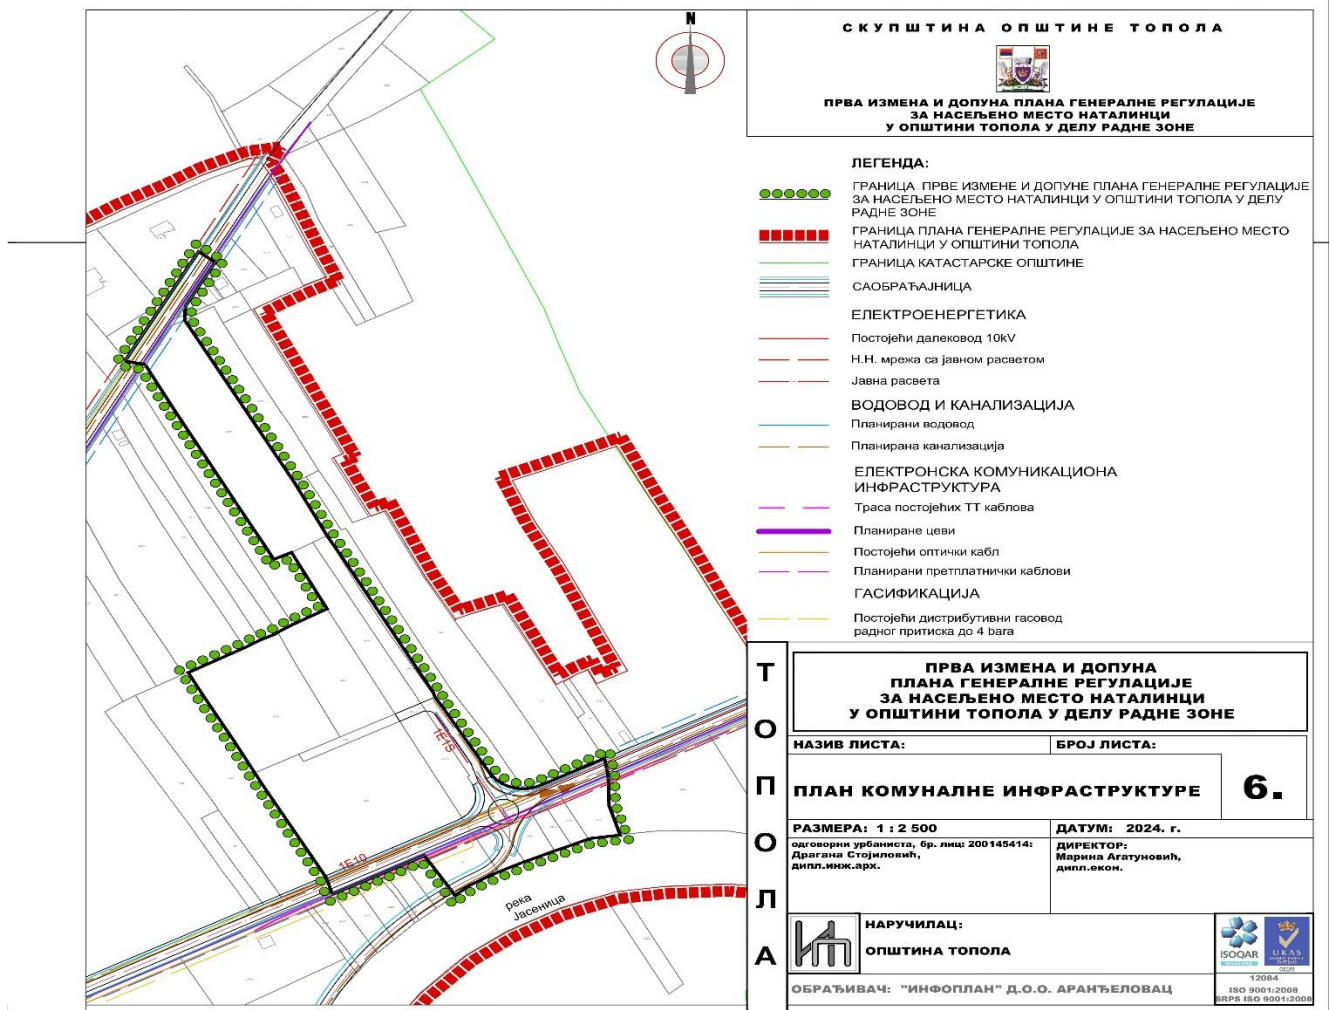 N
СКУПШТИНА ОПШТИНЕ ТОПОЛА
ПРВА ИЗМЕНА И ДОПУНА ПЛАНА ГЕНЕРАЛНЕ РЕГУЛАЦИЈЕ
ЗА НАСЕЉЕНО МЕСТО НАТАЛИНЦИ
У ОПШТИНИ ТОПОЛА У ДЕЛУ РАДНЕ ЗОНЕ
ЛЕГЕНДА:
ГРАНИЦА ПРВЕ ИЗМЕНЕ И ДОПУНЕ ПЛАНА ГЕНЕРАЛНЕ РЕГУЛАЦИЈЕ
ЗА НАСЕЉЕНО МЕСТО НАТАЛИНЦИ У ОПШТИНИ ТОПОЛА У ДЕЛУ
РАДНЕ ЗОНЕ
ГРАНИЦА ПЛАНА ГЕНЕРАЛНЕ РЕГУЛАЦИЈЕ ЗА НАСЕЉЕНО МЕСТО
НАТАЛИНЦИ У ОПШТИНИ ТОПОЛА
ГРАНИЦА КАТАСТАРСКЕ ОПШТИНЕ
САОБРАЋАЈНИЦА
ЕЛЕКТРОЕНЕРГЕТИКА
Постојећи далековод 10kV
Н.Н. мрежа са јавном расветом
Јавна расвета
ВОДОВОД И КАНАЛИЗАЦИЈА
Планирани водовод
Планирана канализација
ЕЛЕКТРОНСКА КОМУНИКАЦИОНА
ИНФРАСТРУКТУРА
Траса постојећих ТТ каблова
Планиране цеви
Постојећи оптички кабл
Планирани претплатнички каблови
ГАСИФИКАЦИЈА
Постојећи дистрибутивни гасовод
радног притиска до 4 bara
1E1S
1E10
река
Јасеница
ТОПОЛА
ПРВА ИЗМЕНА И ДОПУНА
ПЛАНА ГЕНЕРАЛНЕ РЕГУЛАЦИЈЕ
ЗА НАСЕЉЕНО МЕСТО НАТАЛИНЦИ
У ОПШТИНИ ТОПОЛА У ДЕЛУ РАДНЕ ЗОНЕ
НАЗИВ ЛИСТА:
БРОЈ ЛИСТА:
ПЛАН КОМУНАЛНЕ ИНФРАСТРУКТУРЕ
6.
РАЗМЕРА: 1 : 2 500
ДАТУМ: 2024. г.
одговорни урбаниста, бр. лиц: 200145414:
Драгана Стојиловић,
дипл.инж.арх.
ДИРЕКТОР:
Марина Агатуновић,
дипл.екон.
НАРУЧИЛАЦ:
ОПШТИНА ТОПОЛА
ОБРАЂИВАЧ: "ИНФОПЛАН" Д.О.О. АРАНЂЕЛОВАЦ
ISOQAR
UKAS
12084
ISO 9001:2008
SRPS ISO 9001:2008